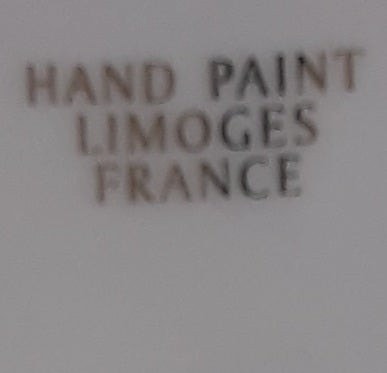 HAND PAINT
LIMOGES
FRANCE